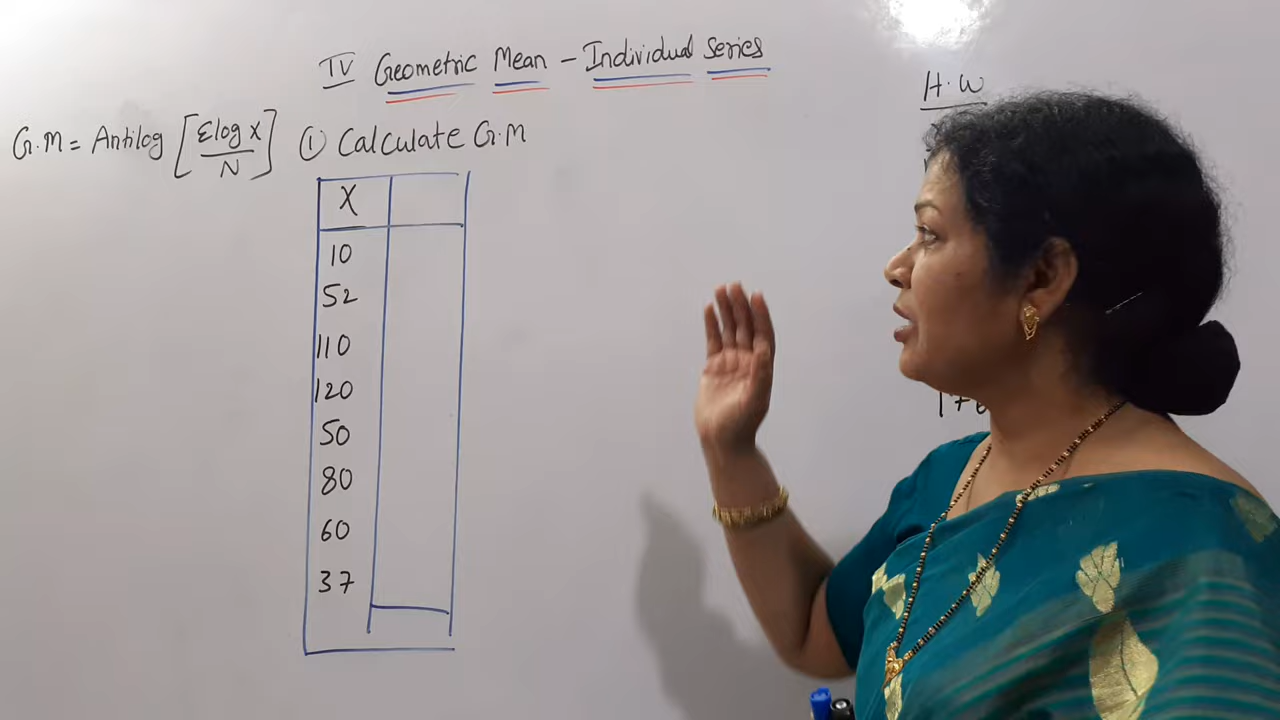 IV Geometric Mean - Individual Series
H.W
G.M = Antilog [Σlog X / N] ① Calculate G.M
X
10
52
110
120
50
80
60
37